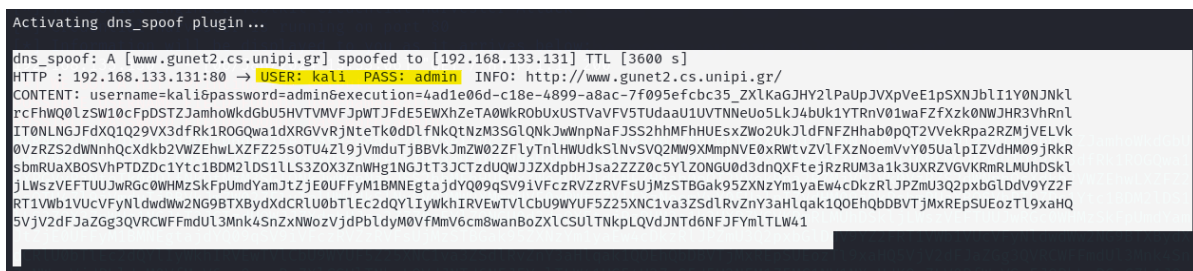 Activating dns_spoof plugin...
dns_spoof: A [www.gunet2.cs.unipi.gr] spoofed to [192.168.133.131] TTL [3600 s]
HTTP : 192.168.133.131:80 → USER: kali  PASS: admin  INFO: http://www.gunet2.cs.unipi.gr/
CONTENT: username=kali&password=admin&execution=4ad1e06d-c18e-4899-a8ac-7f095efcbc35_ZXlKaGJHY2lPaUpJVXpVeE1pSXNJblI1Y0NJNkl
rcFhWQ0lzSW10cFpDSTZJamhoWkdGbU5HVTVMVFJpWTJFdE5EWXhZeTA0WkRObUxUSTVaVFV5TUdaaU1UVTNNeUo5LkJ4bUk1YTRnV01waFZfXzk0NWJHR3VhRnl
IT0NLNGJFdXQ1Q29VX3dfRk1ROGQwa1dXRGVvRjNteTk0dDlfNkQtNzM3SGlQNkJwWnpNaFJSS2hhMFhHUEsxZWo2UkJldFNFZHhab0pQT2VVekRpa2RZMjVELVk
0VzRZS2dWNnhQcXdkb2VWZEhwLXZFZ25sOTU4Zl9jVmduTjBBVkJmZW02ZFlyTnlHWUdkSlNvSVQ2MW9XMmpNVE0xRWtvZVlFXzNoemVvY05UalpIZVdHM09jRkR
sbmRUaXBOSVhPTDZDc1Ytc1BDM2lDS1lLS3ZOX3ZnWHg1NGJtT3JCTzdUQWJJZXdpbHJsa2ZZZ0c5YlZONGU0d3dnQXFtejRzRUM3a1k3UXRZVGVKRmRLMUhDSkl
jLWszVEFTUUJwRGc0WHMzSkFpUmdYamJtZjE0UFFyM1BMNEgtajdYQ09qSV9iVFczRVZzRVFsUjMzSTBGak95ZXNzYm1yaEw4cDkzRlJPZmU3Q2pxbGlDdV9YZ2F
RT1VWb1VUcVFyNldwdWw2NG9BTXBydXdCRlU0bTlEc2dQYlIyWkhIRVEwTVlCbU9WYUF5Z25XNC1va3ZSdlRvZnY3aHlqak1QOEhQbDBVTjMxREpSUEozTl9xaHQ
5VjV2dFJaZGg3QVRCWFFmdUl3Mnk4SnZxNWozVjdPbldyM0VfMmV6cm8wanBoZXlCSUlTNkpLQVdJNTd6NFJFYmlTLW41